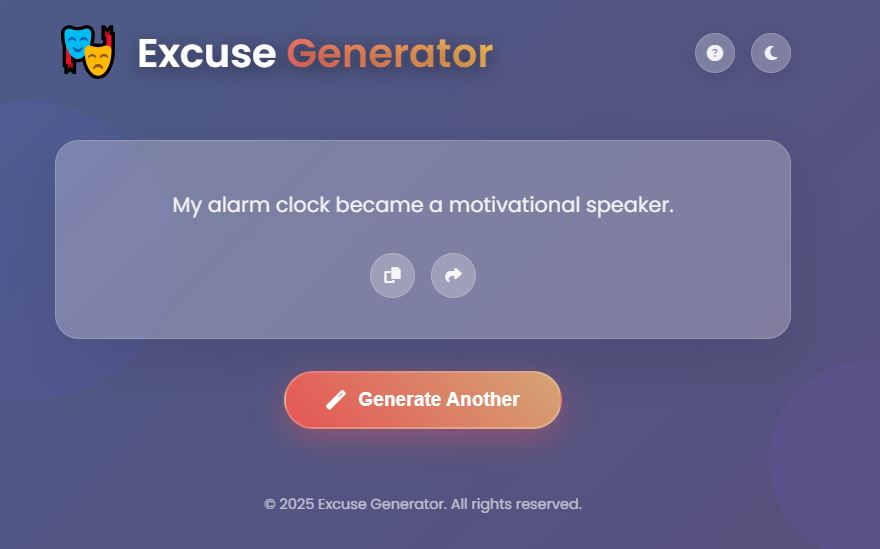 Excuse Generator
My alarm clock became a motivational speaker.
Generate Another
© 2025 Excuse Generator. All rights reserved.